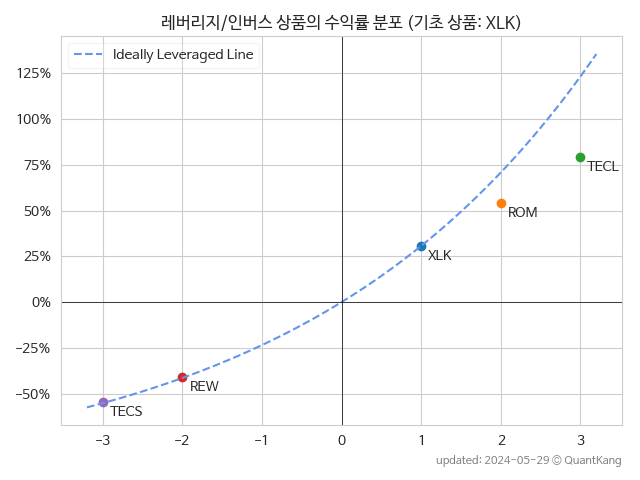 레버리지/인버스 상품의 수익률 분포 (기초 상품: XLK)
Ideally Leveraged Line
125%
100%
75%
50%
25%
0%
−25%
−50%
TECL
ROM
XLK
REW
TECS
−3 −2 −1 0 1 2 3
updated: 2024-05-29 © QuantKang